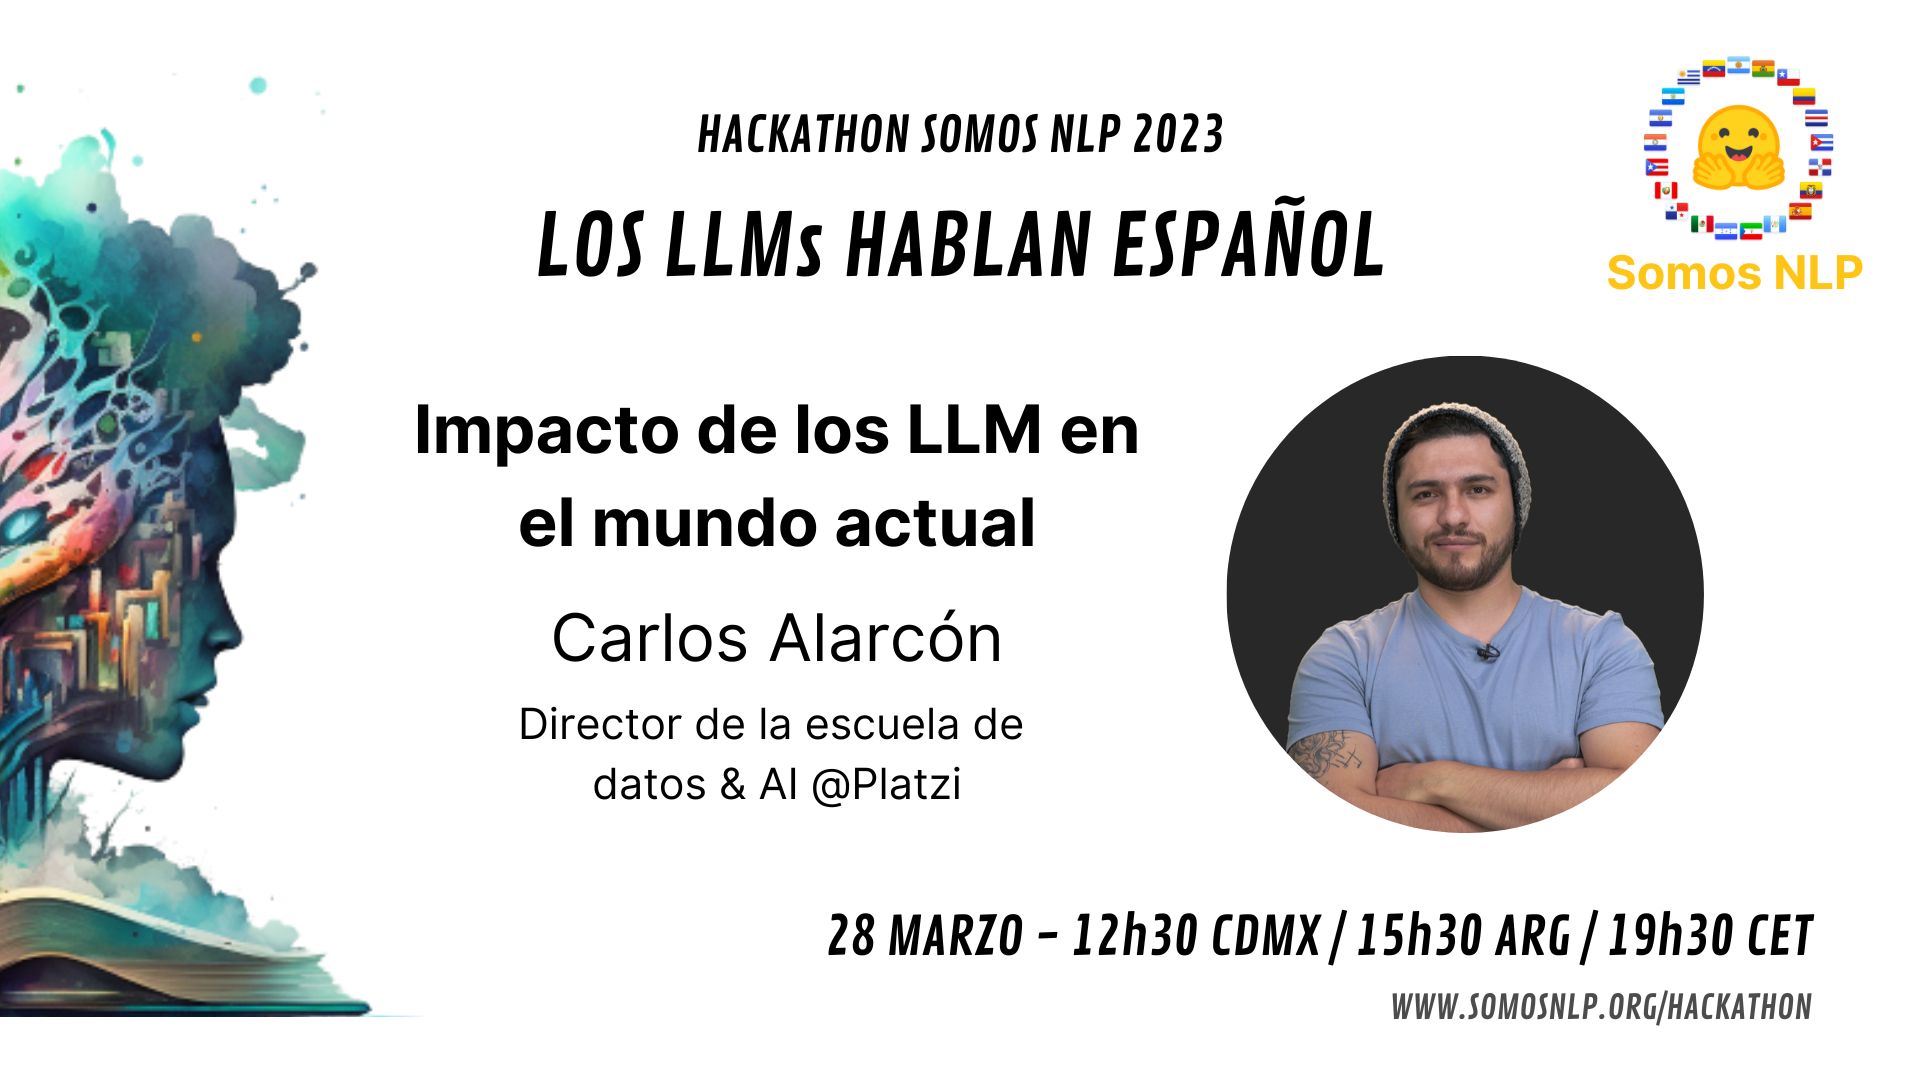 HACKATHON SOMOS NLP 2023
LOS LLMs HABLAN ESPAÑOL
Somos NLP
Impacto de los LLM en
el mundo actual
Carlos Alarcón
Director de la escuela de
datos & AI @Platzi
28 MARZO - 12h30 CDMX / 15h30 ARG / 19h30 CET
WWW.SOMOSNLP.ORG/HACKATHON